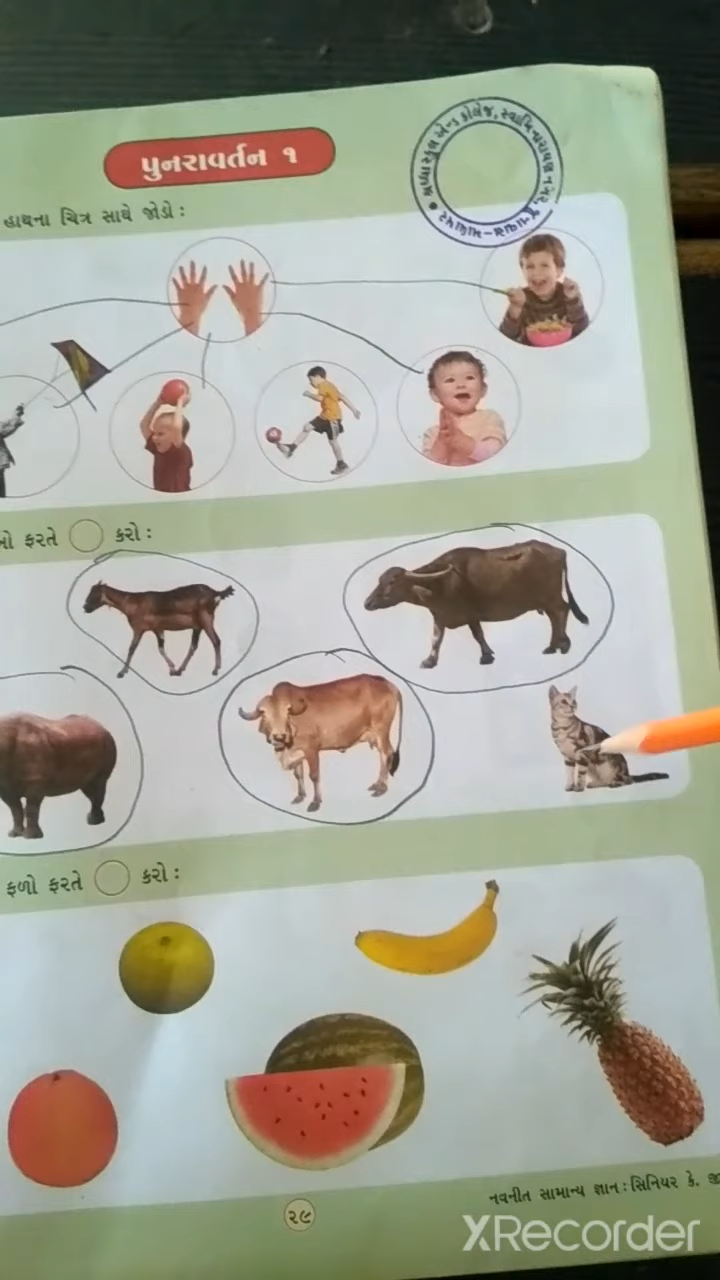 પુનરાવર્તન ૧
હાથના ચિત્ર સાથે જોડો :
ફરતે કરો :
ફળો ફરતે કરો :
૨૯
નવનીત સામાન્ય જ્ઞાન : સિનિયર કે. જી
XRecorder